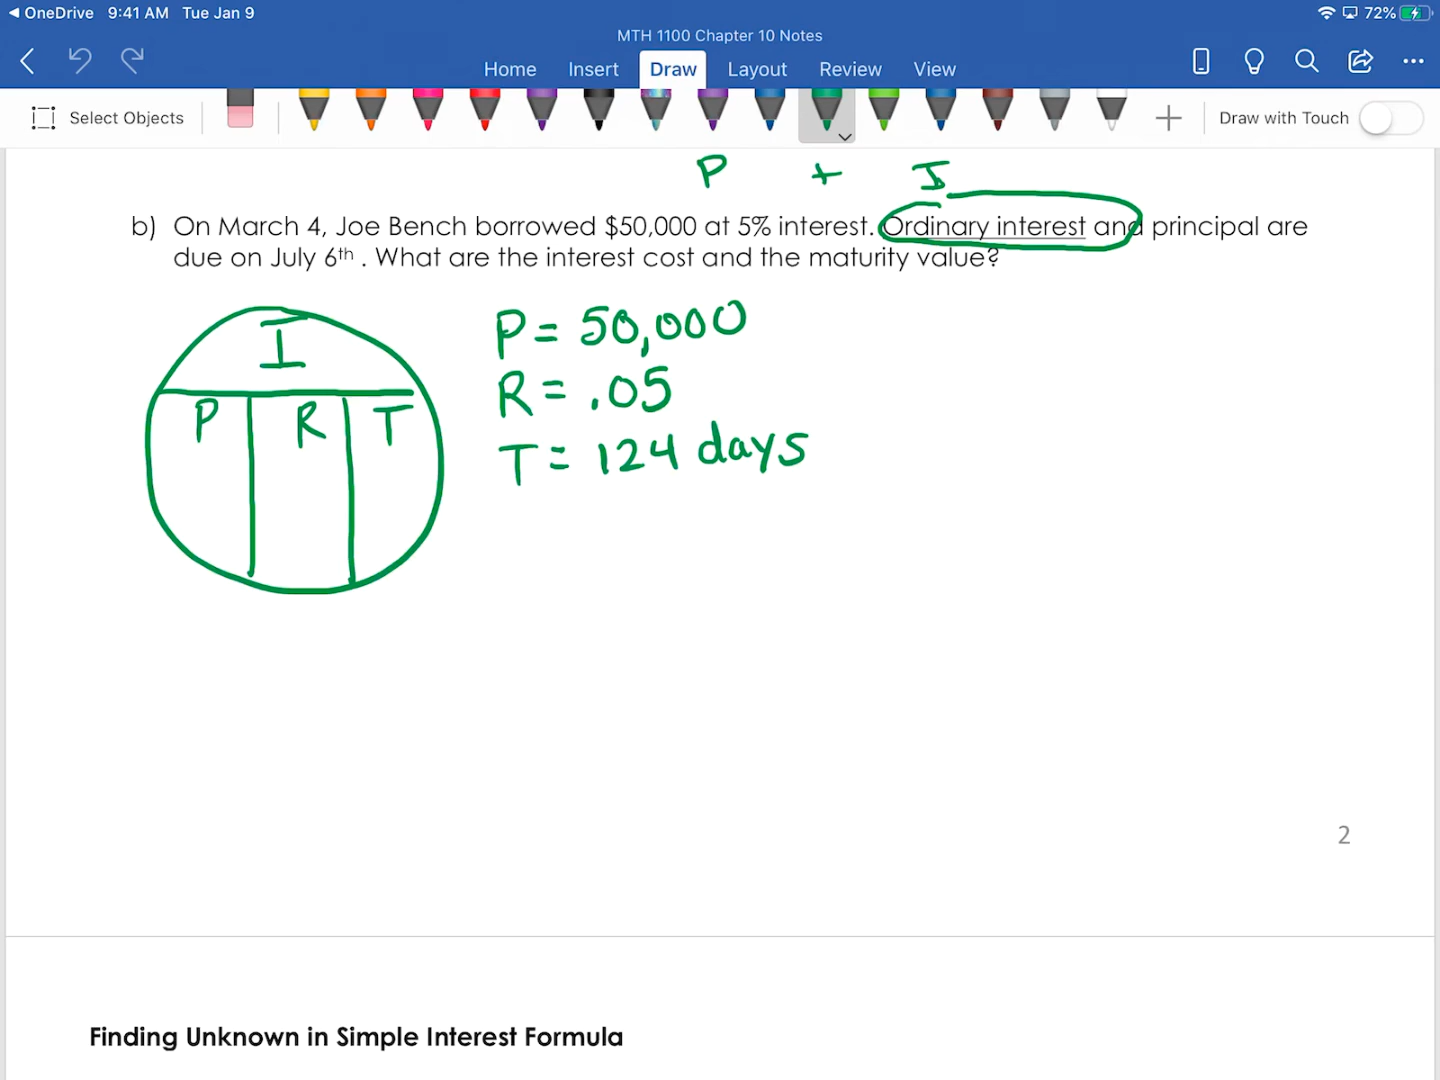 OneDrive 9:41 AM Tue Jan 9 72%
MTH 1100 Chapter 10 Notes
Home Insert Draw Layout Review View
Select Objects Draw with Touch
P + I
b) On March 4, Joe Bench borrowed $50,000 at 5% interest. Ordinary interest and principal are
due on July 6th . What are the interest cost and the maturity value?
I
P R T
P = 50,000
R = .05
T = 124 days
2
Finding Unknown in Simple Interest Formula